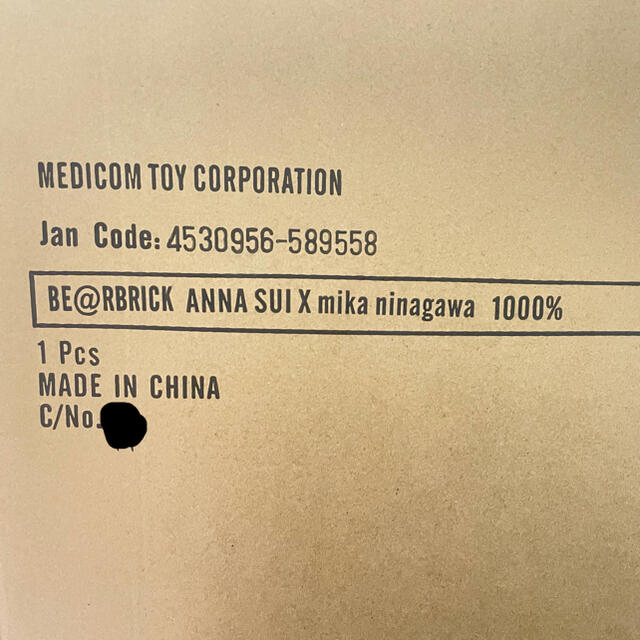 MEDICOM TOY CORPORATION
Jan Code: 4530956-589558
BE@RBRICK ANNA SUI X mika ninagawa 1000%
1 Pcs
MADE IN CHINA
C/No.